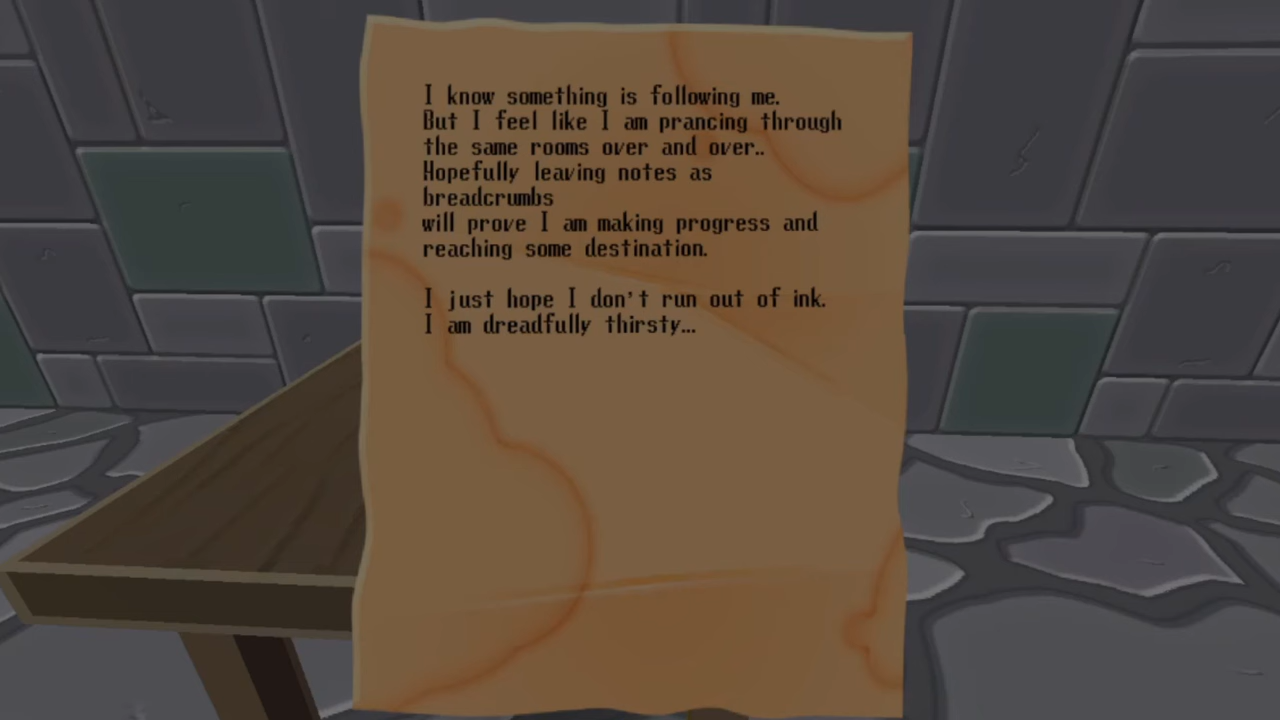 I know something is following me.
But I feel like I am prancing through
the same rooms over and over..
Hopefully leaving notes as
breadcrumbs
will prove I am making progress and
reaching some destination.
I just hope I don't run out of ink.
I am dreadfully thirsty...